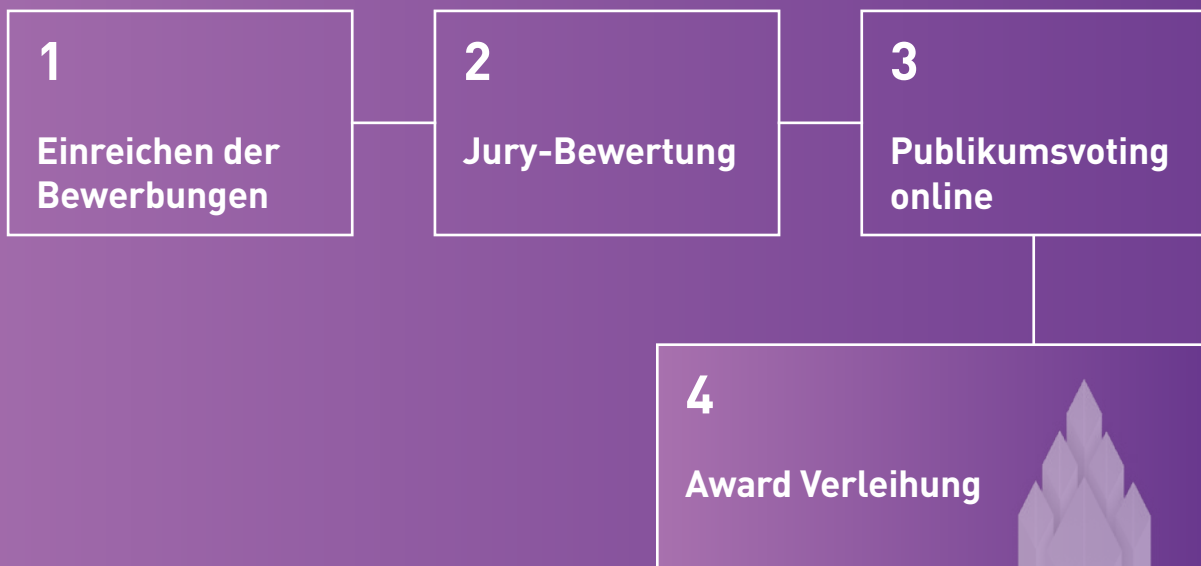 1
Einreichen der
Bewerbungen
2
Jury-Bewertung
3
Publikumsvoting
online
4
Award Verleihung